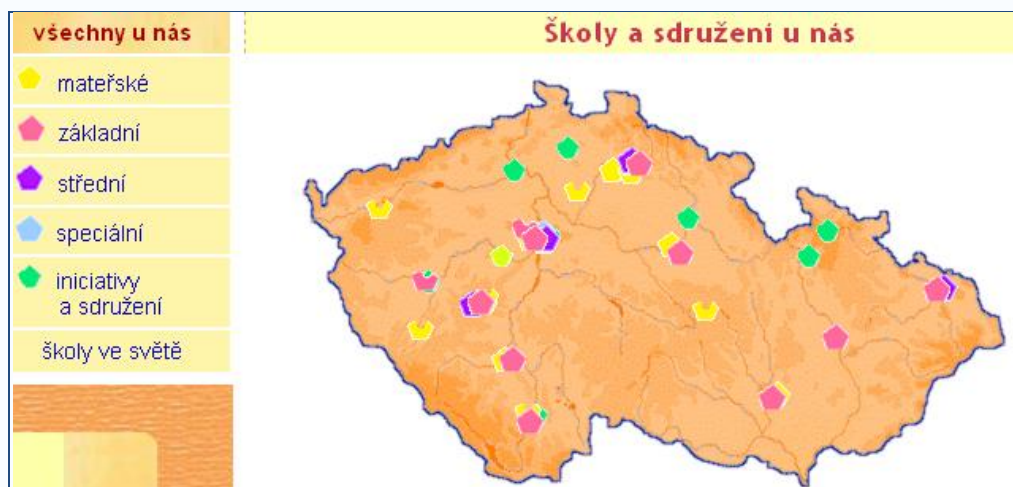 všechny u nás
Školy a sdružení u nás
mateřské
základní
střední
speciální
iniciativy
a sdružení
školy ve světě